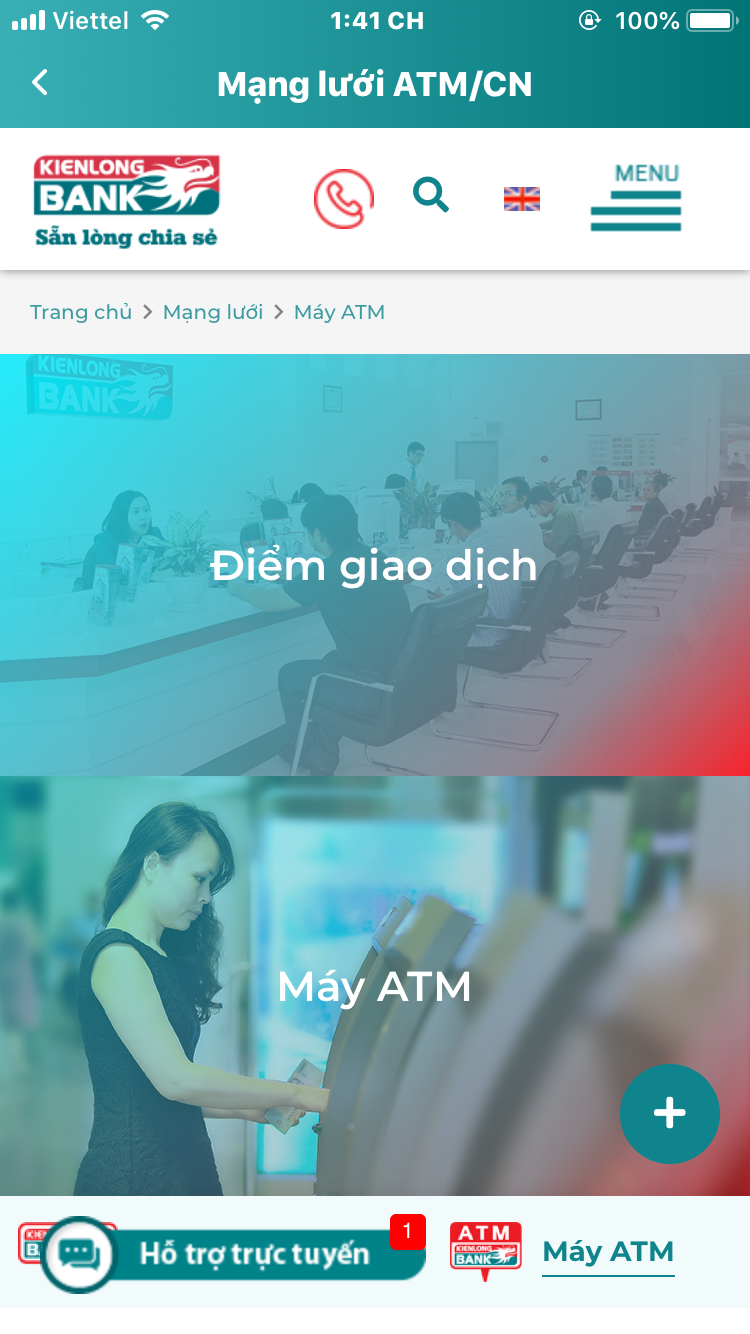 Viettel 1:41 CH 100%
Mạng lưới ATM/CN
KIENLONG
BANK
Sẵn lòng chia sẻ
MENU
Trang chủ > Mạng lưới > Máy ATM
KIENLONG
BANK
Điểm giao dịch
Máy ATM
+
Hỗ trợ trực tuyến
1
ATM
KIENLONG
BANK
Máy ATM